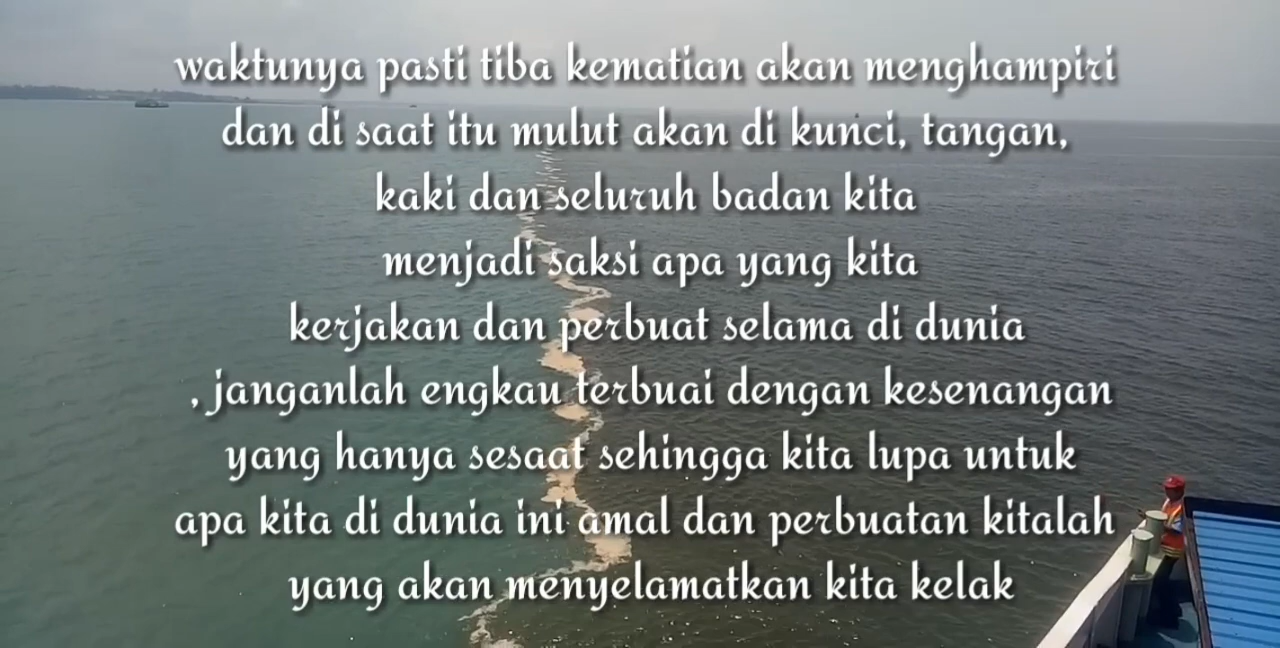 waktunya pasti tiba kematian akan menghampiri
dan di saat itu mulut akan di kunci, tangan,
kaki dan seluruh badan kita
menjadi saksi apa yang kita
kerjakan dan perbuat selama di dunia
, janganlah engkau terbuai dengan kesenangan
yang hanya sesaat sehingga kita lupa untuk
apa kita di dunia ini amal dan perbuatan kitalah
yang akan menyelamatkan kita kelak